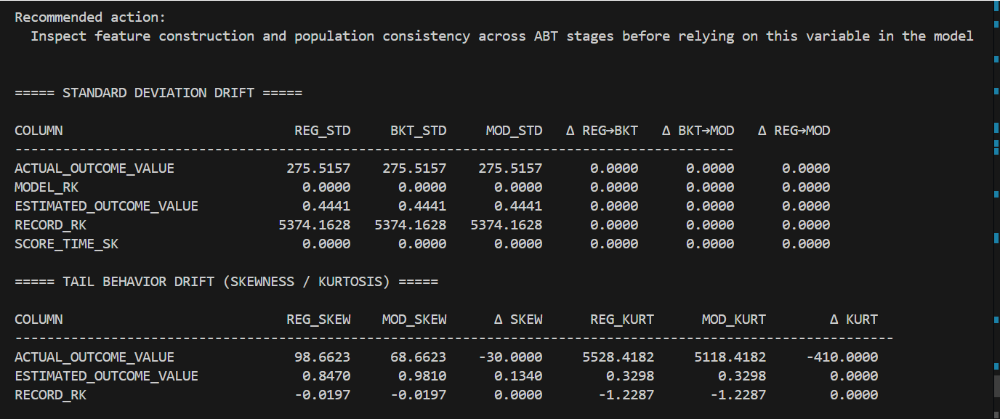 Recommended action:
  Inspect feature construction and population consistency across ABT stages before relying on this variable in the model
===== STANDARD DEVIATION DRIFT =====
COLUMN                             REG_STD     BKT_STD     MOD_STD   Δ REG→BKT   Δ BKT→MOD   Δ REG→MOD
------------------------------------------------------------------------------------------
ACTUAL_OUTCOME_VALUE              275.5157    275.5157    275.5157      0.0000      0.0000      0.0000
MODEL_RK                            0.0000      0.0000      0.0000      0.0000      0.0000      0.0000
ESTIMATED_OUTCOME_VALUE             0.4441      0.4441      0.4441      0.0000      0.0000      0.0000
RECORD_RK                        5374.1628   5374.1628   5374.1628      0.0000      0.0000      0.0000
SCORE_TIME_SK                       0.0000      0.0000      0.0000      0.0000      0.0000      0.0000
===== TAIL BEHAVIOR DRIFT (SKEWNESS / KURTOSIS) =====
COLUMN                            REG_SKEW    MOD_SKEW      Δ SKEW      REG_KURT      MOD_KURT        Δ KURT
--------------------------------------------------------------------------------------------------------------
ACTUAL_OUTCOME_VALUE               98.6623     68.6623    -30.0000     5528.4182     5118.4182     -410.0000
ESTIMATED_OUTCOME_VALUE             0.8470      0.9810      0.1340        0.3298        0.3298        0.0000
RECORD_RK                          -0.0197     -0.0197      0.0000       -1.2287       -1.2287        0.0000